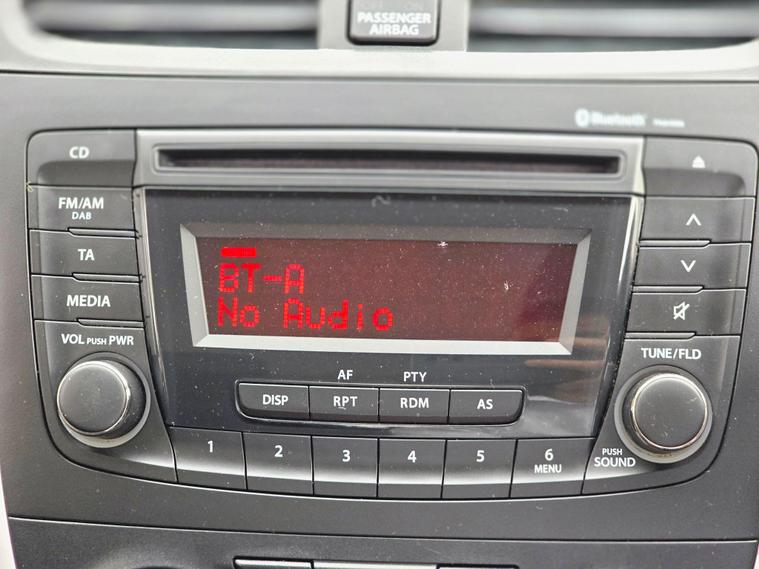 PASSENGER
AIRBAG
Bluetooth
CD
FM/AM
DAB
TA
MEDIA
VOL PUSH PWR
BT-A
No Audio
AF
PTY
DISP
RPT
RDM
AS
TUNE/FLD
PUSH
SOUND
1
2
3
4
5
6
MENU